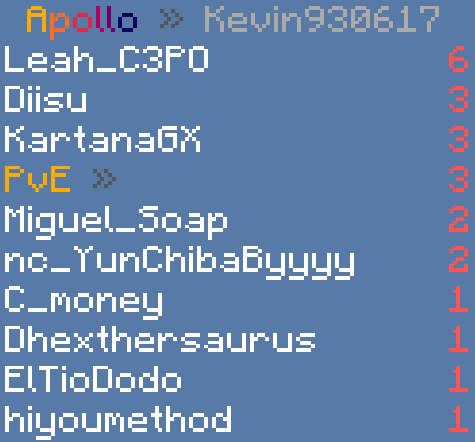 Apollo » Kevin930617
Leah_C3PO 6
Diisu 3
KartanaGX 3
PvE » 3
Miguel_Soap 2
nc_YunChibaByyyy 2
C_money 1
Dhexthersaurus 1
ElTioDodo 1
hiyoumethod 1